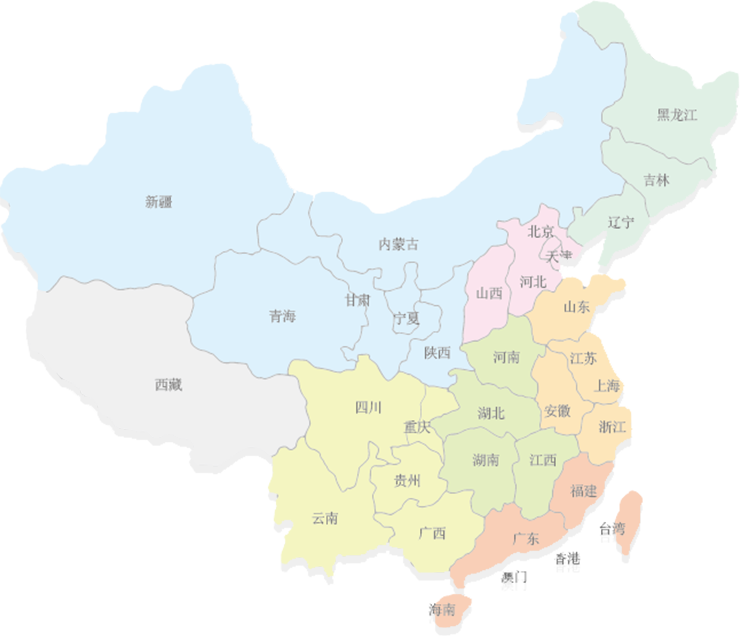 黑龙江
吉林
新疆
辽宁
北京
内蒙古
天津
河北
山西
甘肃
山东
青海
宁夏
陕西
河南
江苏
西藏
上海
四川
湖北
安徽
重庆
浙江
湖南
江西
贵州
福建
云南
台湾
广西
广东
香港
澳门
海南